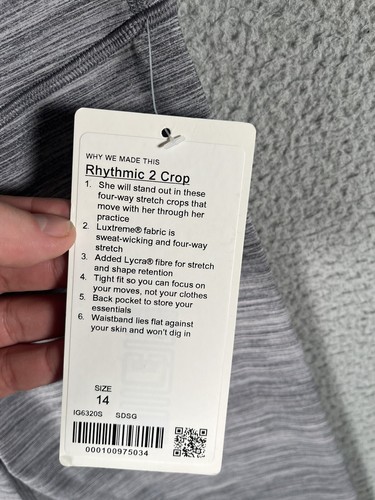 WHY WE MADE THIS
Rhythmic 2 Crop
1. She will stand out in these
four-way stretch crops that
move with her through her
practice
2. Luxtreme® fabric is
sweat-wicking and four-way
stretch
3. Added Lycra® fibre for stretch
and shape retention
4. Tight fit so you can focus on
your moves, not your clothes
5. Back pocket to store your
essentials
6. Waistband lies flat against
your skin and won't dig in
SIZE
14
IG6320S SDSG
000100975034